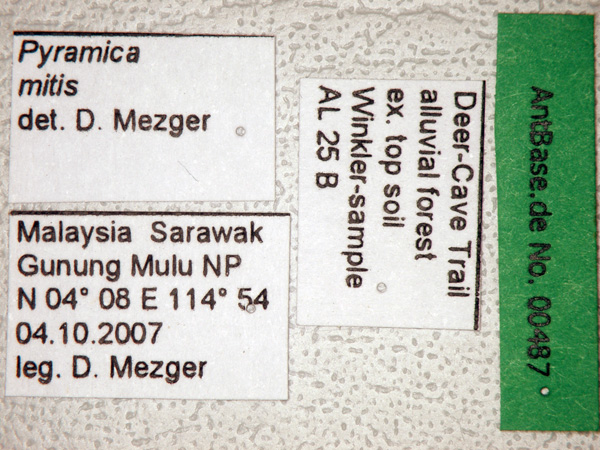 Pyramica
mitis
det. D. Mezger
Malaysia Sarawak
Gunung Mulu NP
N 04° 08 E 114° 54
04.10.2007
leg. D. Mezger
Deer-Cave Trail
alluvial forest
ex. top soil
Winkler-sample
AL 25 B
AntBase.de No. 00487